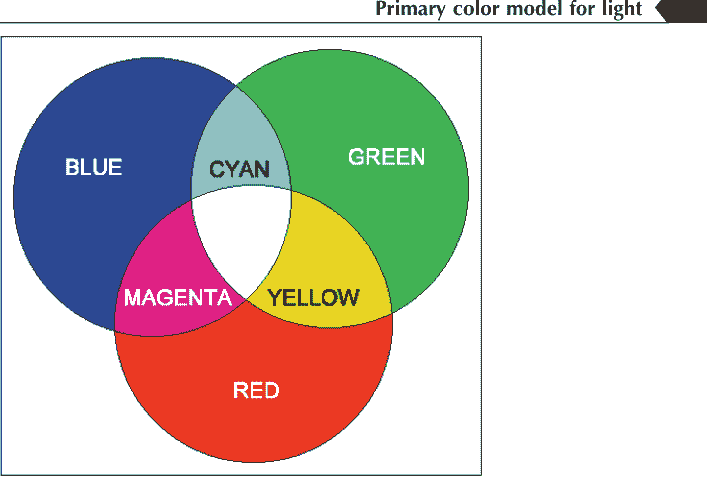 Primary color model for light
BLUE
GREEN
CYAN
MAGENTA
YELLOW
RED